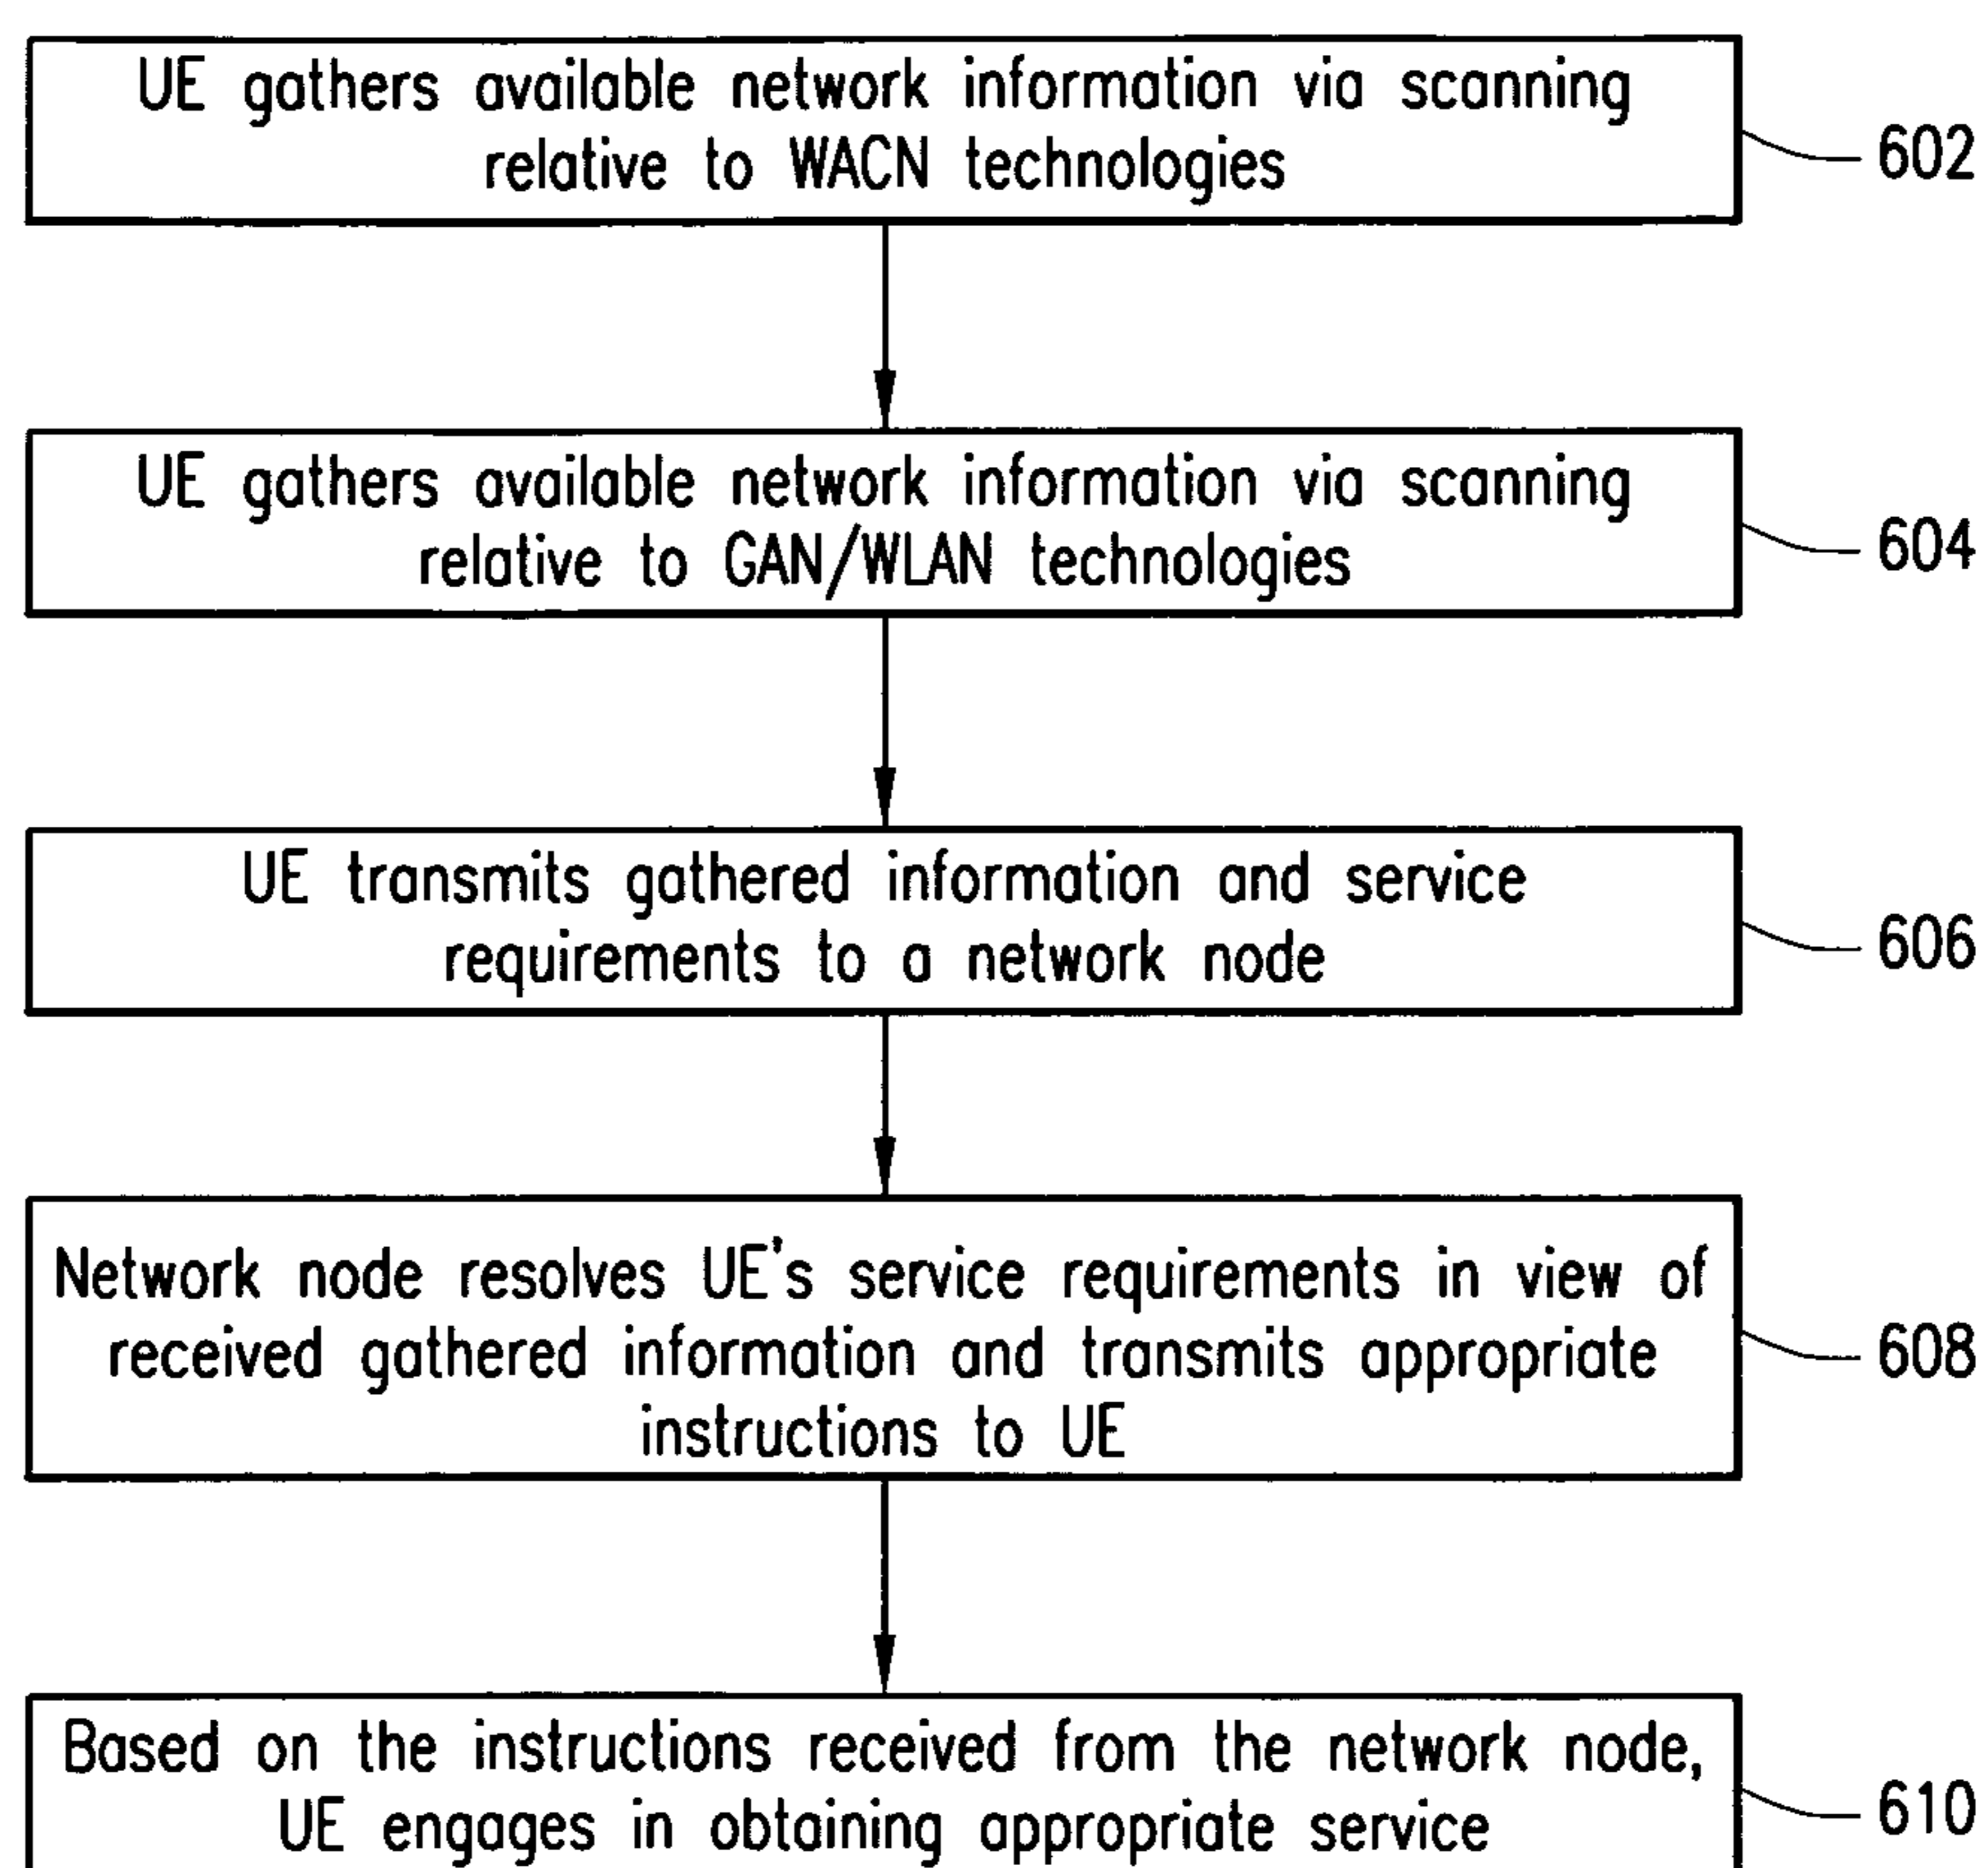 UE gathers available network information via scanning
relative to WACN technologies
602
UE gathers available network information via scanning
relative to GAN/WLAN technologies
604
UE transmits gathered information and service
requirements to a network node
606
Network node resolves UE's service requirements in view of
received gathered information and transmits appropriate
instructions to UE
608
Based on the instructions received from the network node,
UE engages in obtaining appropriate service
610